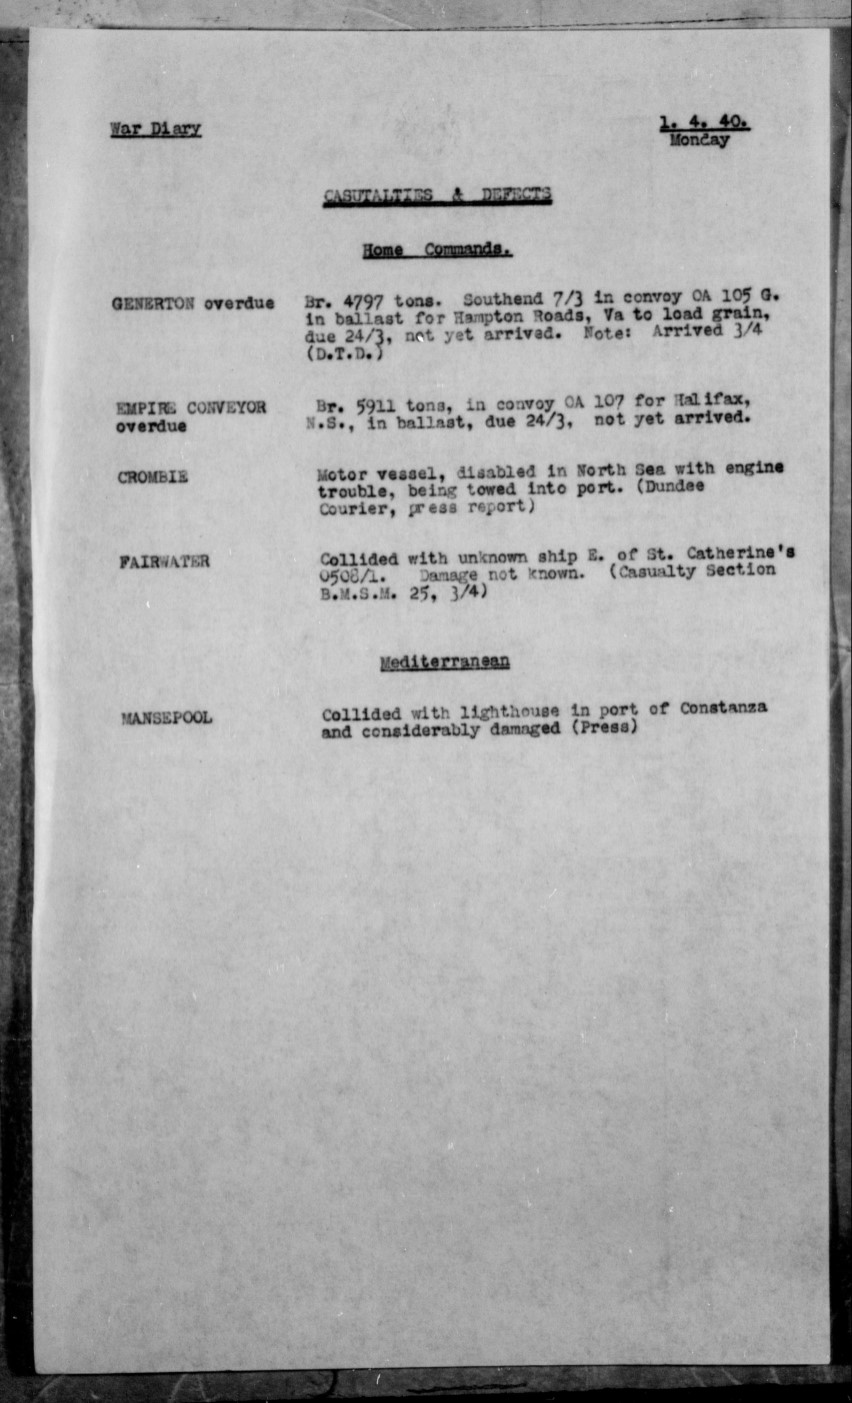 War Diary
1. 4. 40.
Monday
CASUTALTIES & DEFECTS
Home Commands.
GENERTON overdue Br. 4797 tons. Southend 7/3 in convoy OA 105 G.
in ballast for Hampton Roads, Va to load grain,
due 24/3, not yet arrived. Note: Arrived 3/4
(D.T.D.)
EMPIRE CONVEYOR Br. 5911 tons, in convoy OA 107 for Halifax,
overdue N.S., in ballast, due 24/3, not yet arrived.
CROMBIE Motor vessel, disabled in North Sea with engine
trouble, being towed into port. (Dundee
Courier, press report)
FAIRWATER Collided with unknown ship E. of St. Catherine's
0508/1. Damage not known. (Casualty Section
B.M.S.M. 25, 3/4)
Mediterranean
MANSEPOOL Collided with lighthouse in port of Constanza
and considerably damaged (Press)